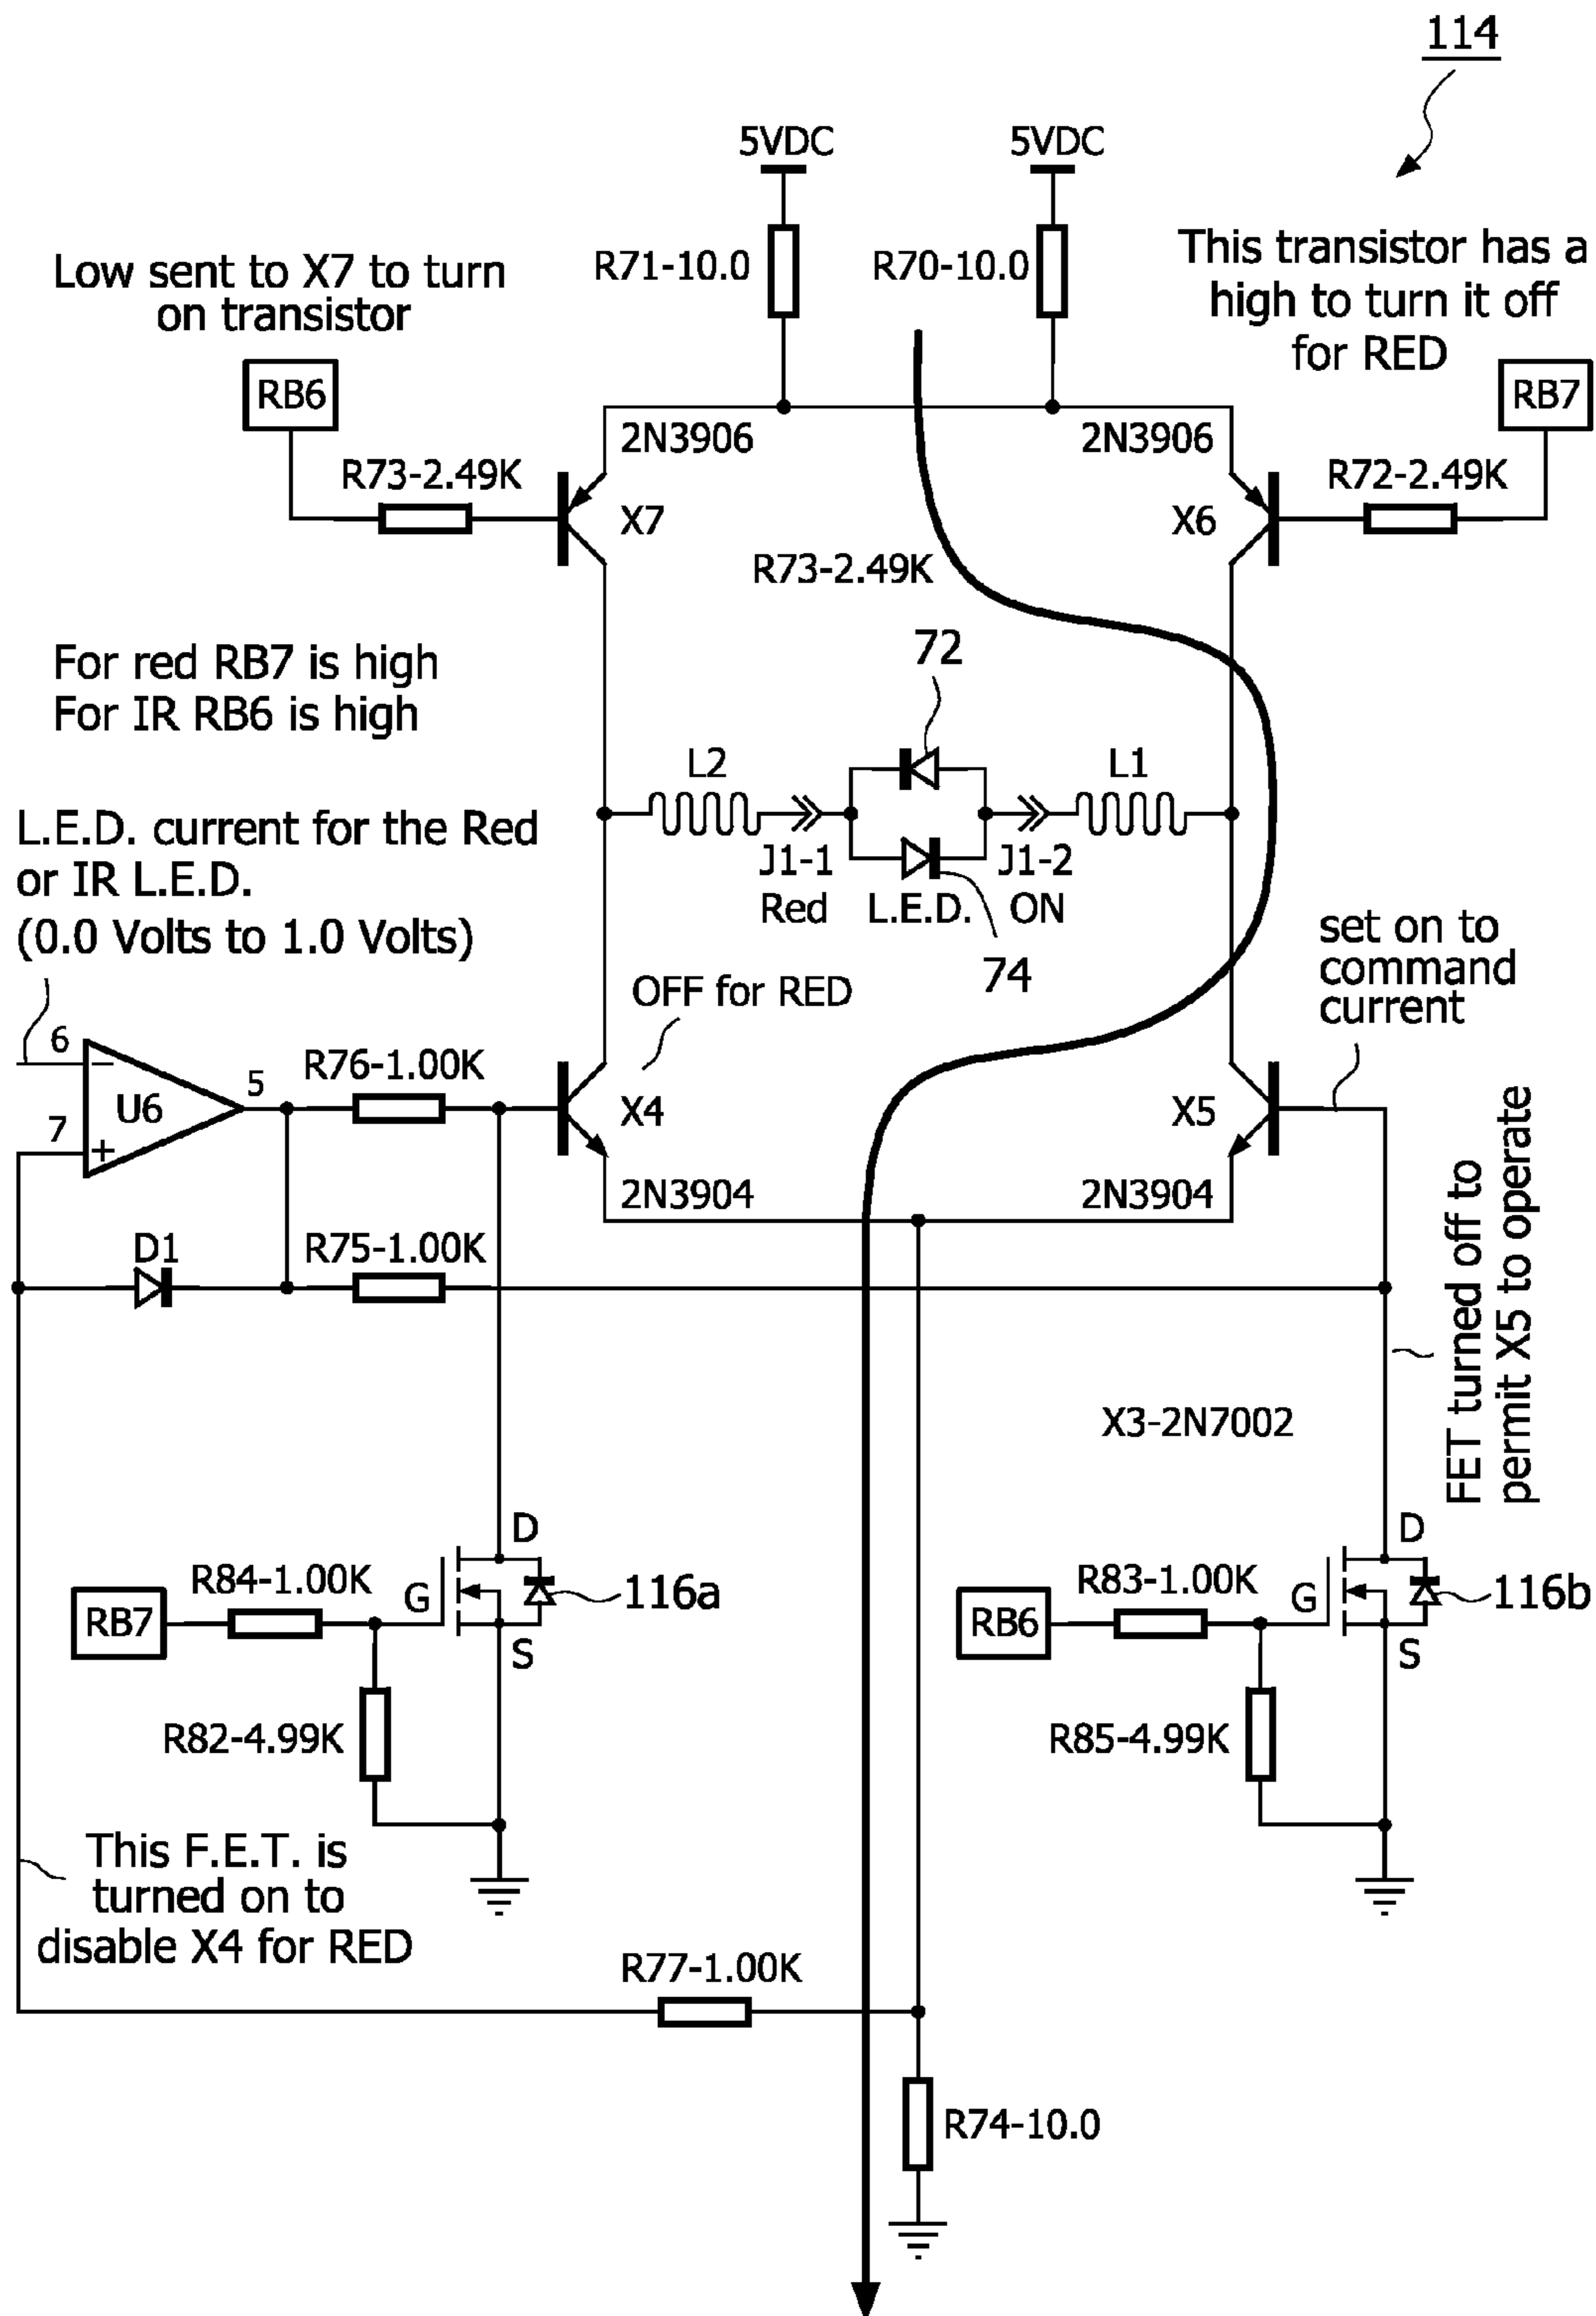 114
5VDC
5VDC
R71-10.0
R70-10.0
Low sent to X7 to turn
on transistor
This transistor has a
high to turn it off
for RED
RB6
RB7
2N3906
2N3906
R73-2.49K
R72-2.49K
X7
X6
R73-2.49K
For red RB7 is high
For IR RB6 is high
72
L2
L1
J1-1
J1-2
Red L.E.D. ON
74
L.E.D. current for the Red
or IR L.E.D.
(0.0 Volts to 1.0 Volts)
OFF for RED
set on to
command
current
6
−
5
U6
7
+
R76-1.00K
X4
X5
2N3904
2N3904
D1
R75-1.00K
FET turned off to
permit X5 to operate
X3-2N7002
D
D
R84-1.00K
G
116a
R83-1.00K
G
116b
RB7
RB6
S
S
R82-4.99K
R85-4.99K
This F.E.T. is
turned on to
disable X4 for RED
R77-1.00K
R74-10.0